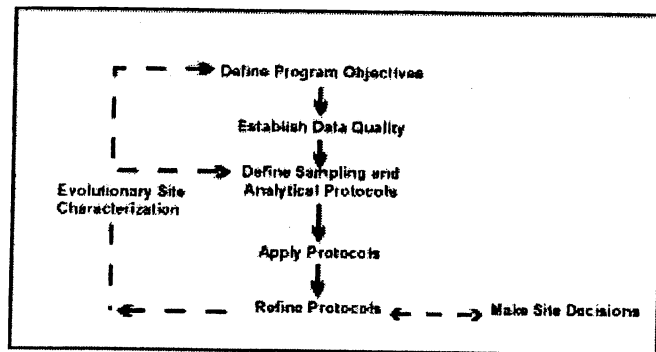 Define Program Objectives
Establish Data Quality
Define Sampling and
Analytical Protocols
Evolutionary Site
Characterization
Apply Protocols
Refine Protocols
Make Site Decisions